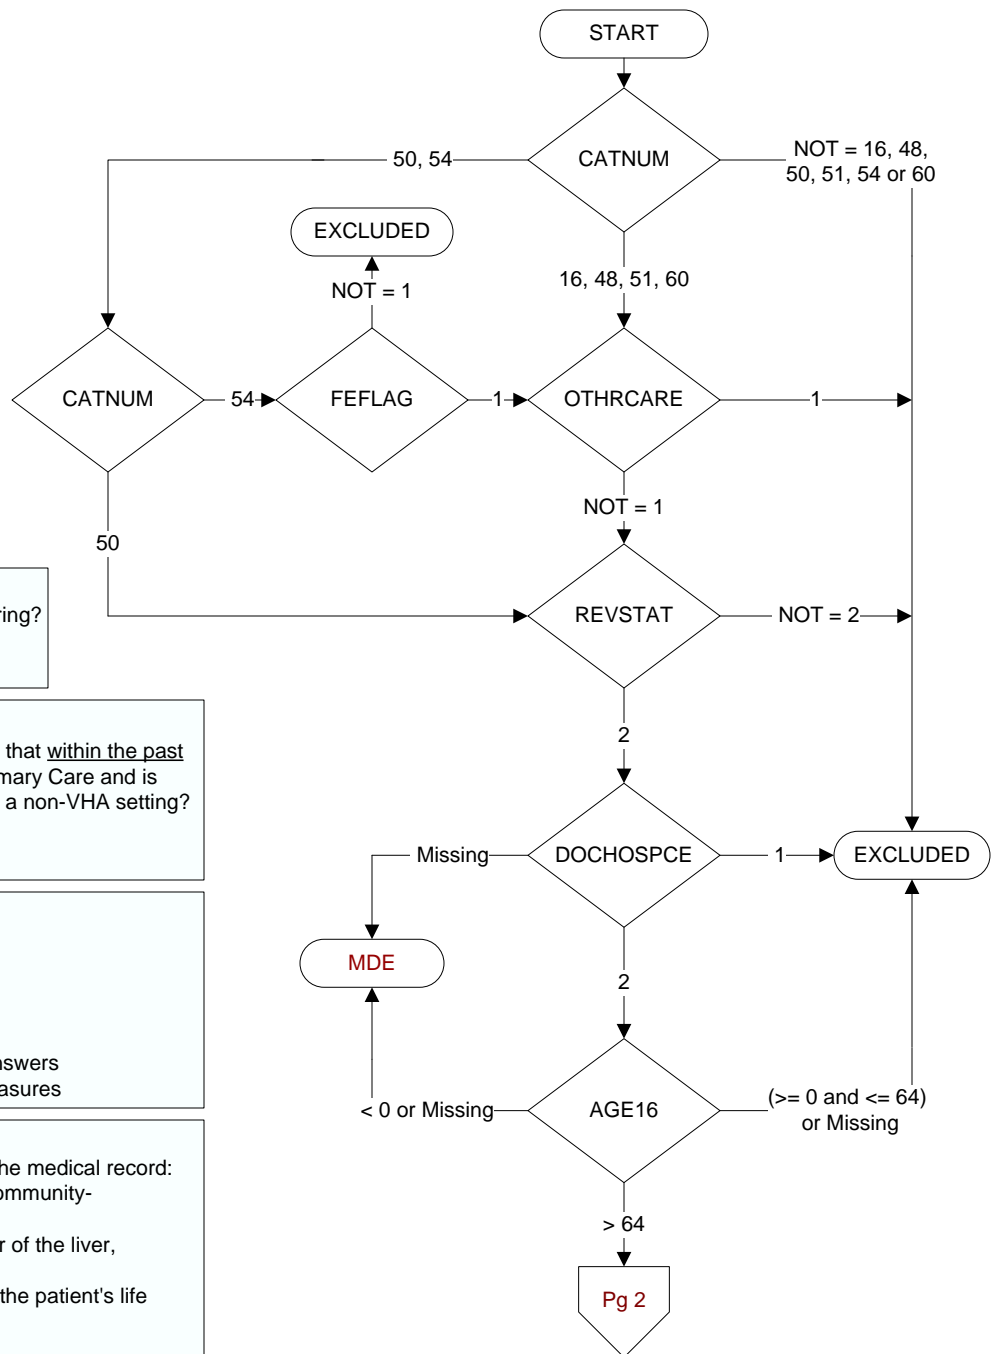 START
CATNUM
50, 54
NOT = 16, 48,
50, 51, 54 or 60
EXCLUDED
NOT = 1
16, 48, 51, 60
CATNUM
54
FEFLAG
1
OTHRCARE
1
NOT = 1
50
REVSTAT
NOT = 2
2
Missing
DOCHOSPCE
1
EXCLUDED
MDE
2
< 0 or Missing
AGE16
(>= 0 and <= 64)
or Missing
> 64
Pg 2
ring?
that within the past
mary Care and is
a non-VHA setting?
nswers
asures
he medical record:
ommunity-
r of the liver,
the patient's life